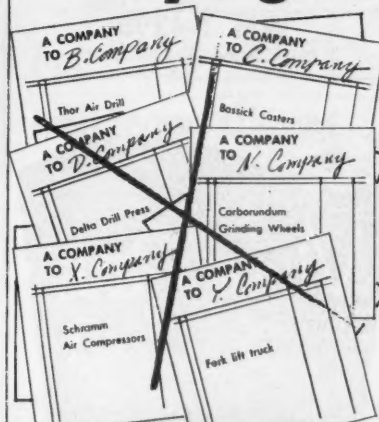 A COMPANY
TO B. Company
Thor Air Drill
A COMPANY
TO C. Company
Bassick Casters
A COMPANY
TO D. Company
Delta Drill Press
A COMPANY
TO N. Company
Carborundum
Grinding Wheels
A COMPANY
TO X. Company
Schramm
Air Compressors
A COMPANY
TO Y. Company
Fork lift truck